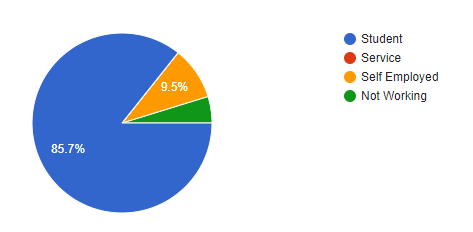 Student
Service
Self Employed
Not Working
9.5%
85.7%